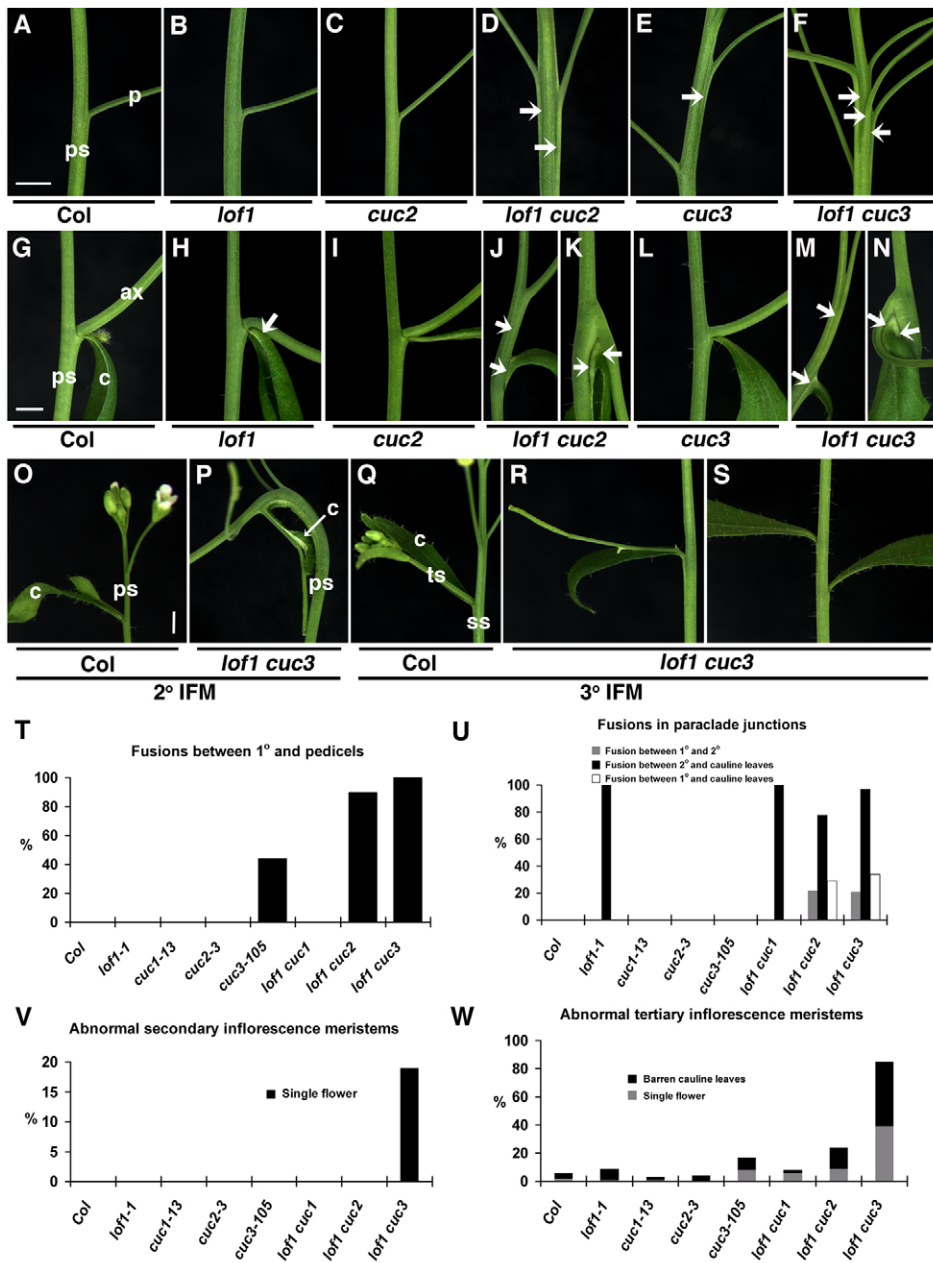 A B C D E F
p
ps
Col lof1 cuc2 lof1 cuc2 cuc3 lof1 cuc3
G H I J K L M N
ax
ps c
Col lof1 cuc2 lof1 cuc2 cuc3 lof1 cuc3
O P Q R S
c ps c ps c ts ss
Col lof1 cuc3 Col lof1 cuc3
2° IFM 3° IFM
T
Fusions between 1° and pedicels
100
80
60
40
20
0
%
Col lof1-1 cuc1-13 cuc2-3 cuc3-105 lof1 cuc1 lof1 cuc2 lof1 cuc3
U
Fusions in paraclade junctions
Fusion between 1° and 2°
Fusion between 2° and cauline leaves
Fusion between 1° and cauline leaves
100
80
60
40
20
0
%
Col lof1-1 cuc1-13 cuc2-3 cuc3-105 lof1 cuc1 lof1 cuc2 lof1 cuc3
V
Abnormal secondary inflorescence meristems
20
15
10
5
0
%
Single flower
Col lof1-1 cuc1-13 cuc2-3 cuc3-105 lof1 cuc1 lof1 cuc2 lof1 cuc3
W
Abnormal tertiary inflorescence meristems
100
80
60
40
20
0
%
Barren cauline leaves
Single flower
Col lof1-1 cuc1-13 cuc2-3 cuc3-105 lof1 cuc1 lof1 cuc2 lof1 cuc3